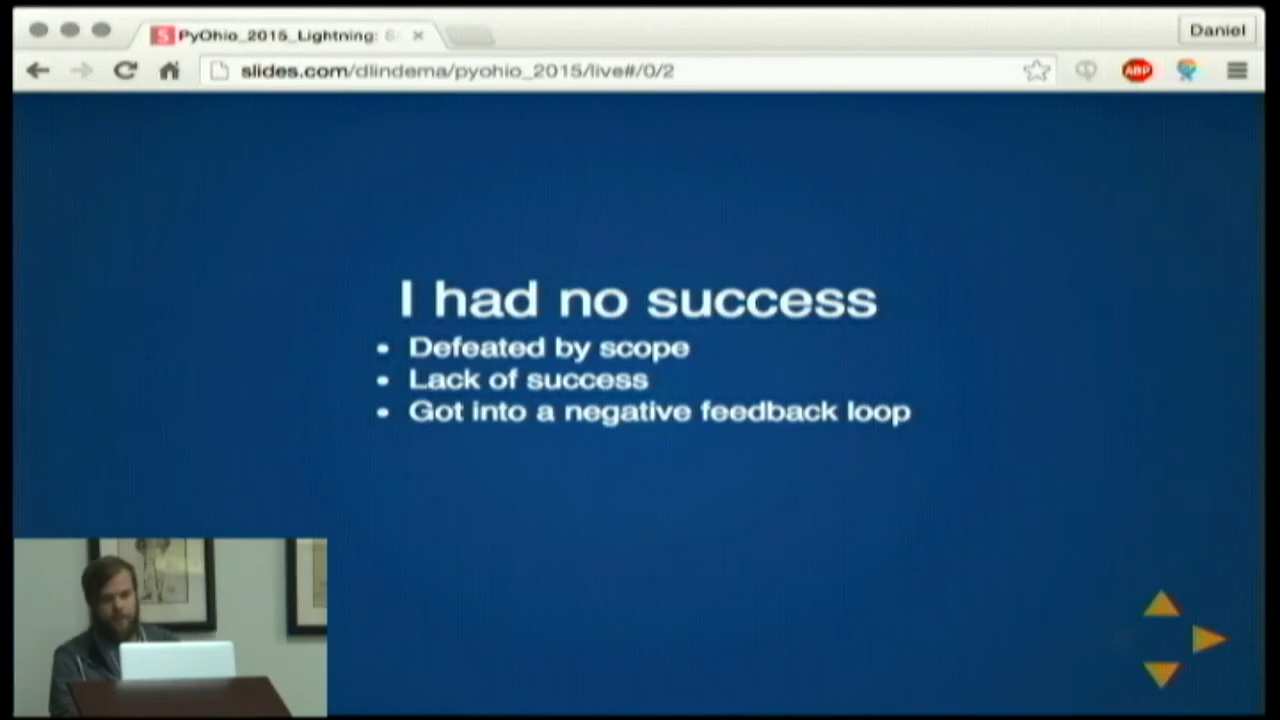 PyOhio_2015_Lightning: S
Daniel
slides.com/dlindema/pyohio_2015/live#/0/2
ABP
I had no success
• Defeated by scope
• Lack of success
• Got into a negative feedback loop